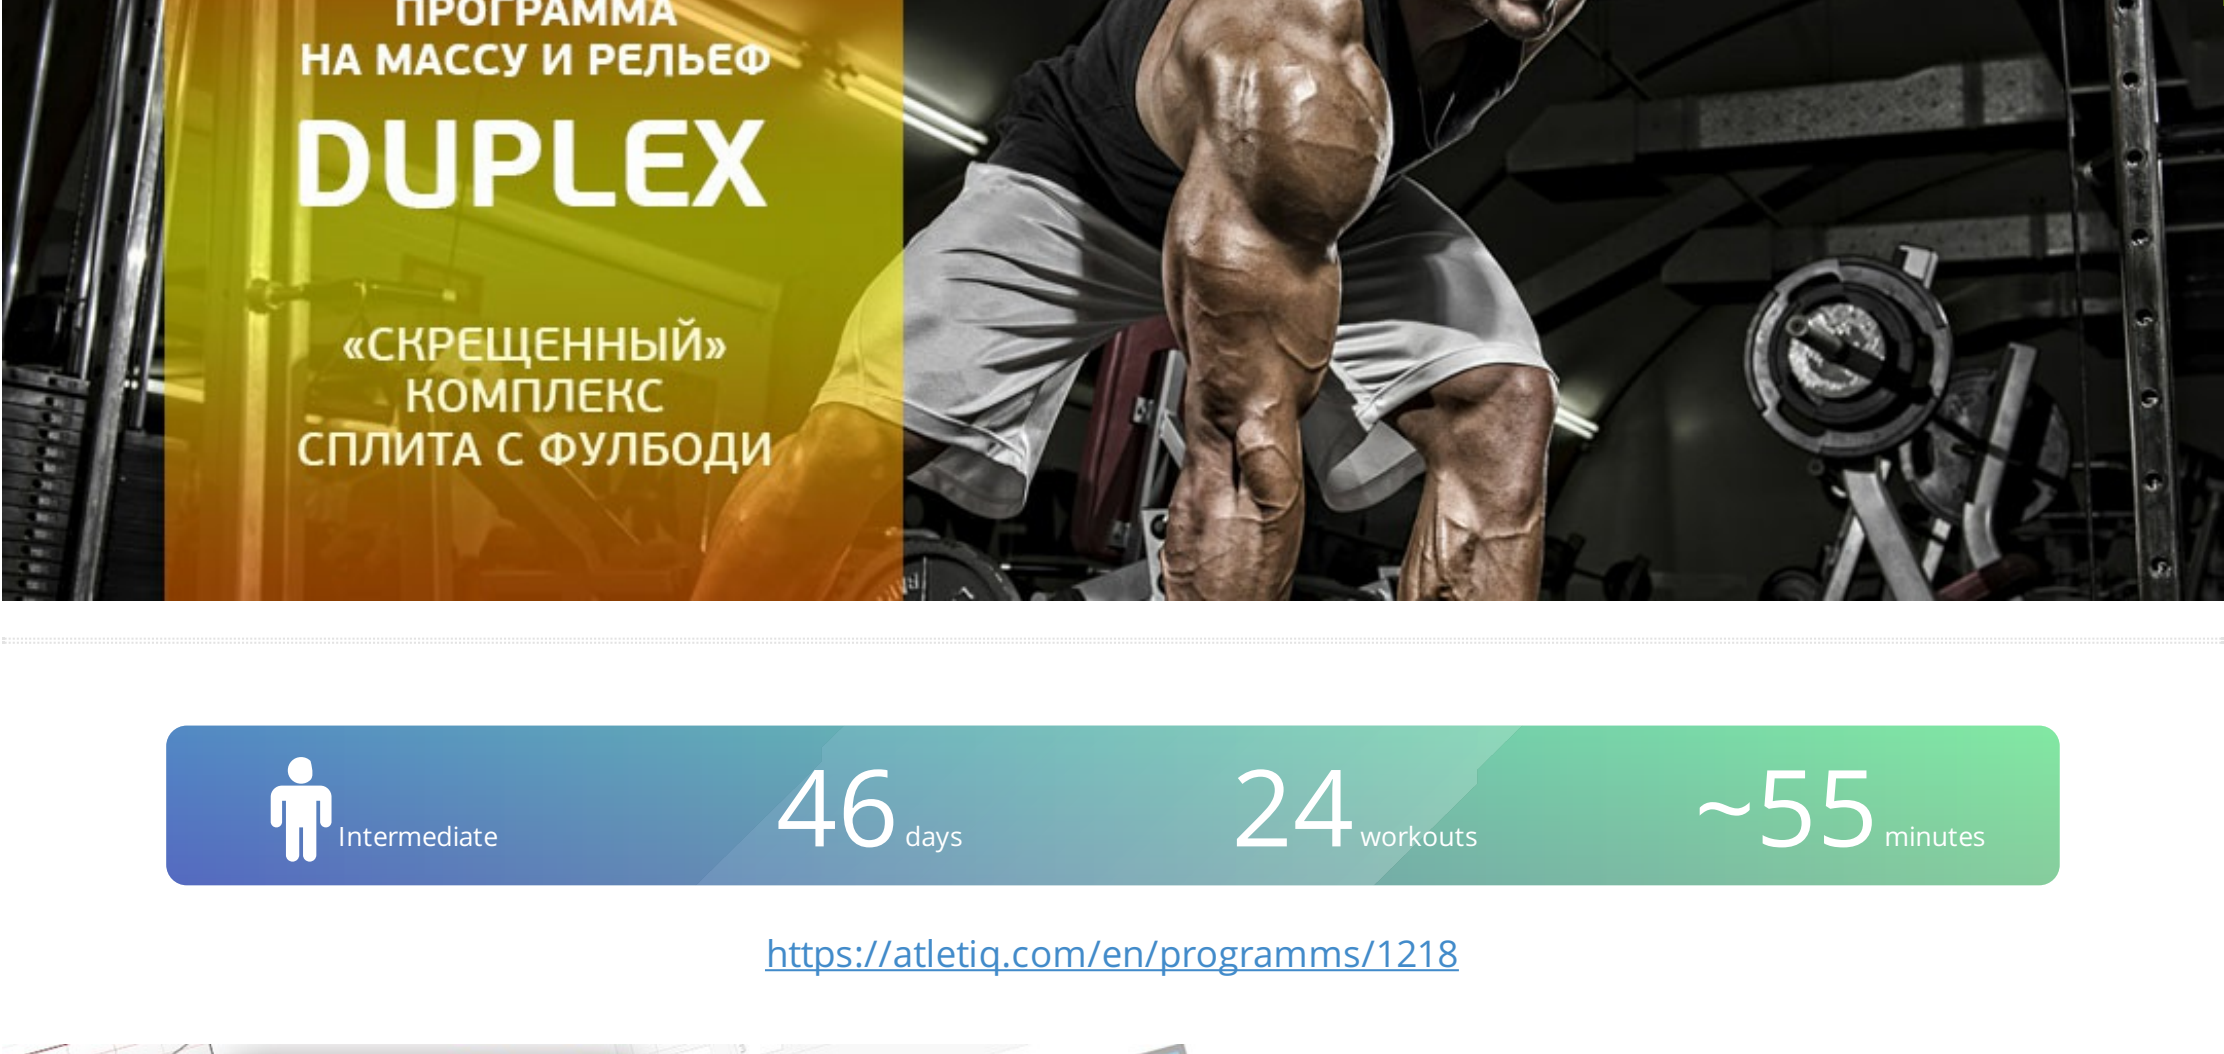 ПРОГРАММА
НА МАССУ И РЕЛЬЕФ
DUPLEX
«СКРЕЩЕННЫЙ»
КОМПЛЕКС
СПЛИТА С ФУЛБОДИ
Intermediate 46 days 24 workouts ~55 minutes
https://atletiq.com/en/programms/1218